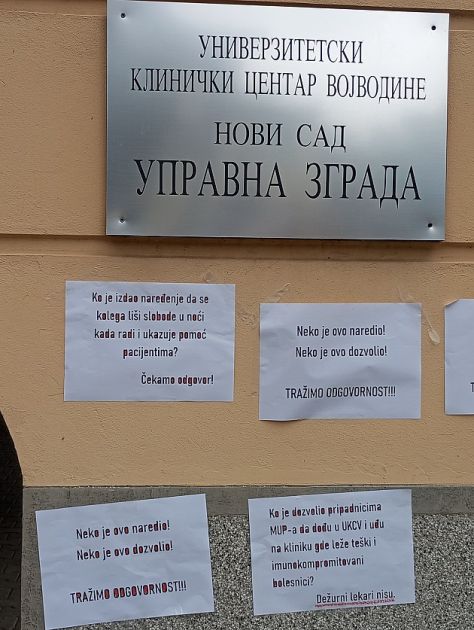 УНИВЕРЗИТЕТСКИ
КЛИНИЧКИ ЦЕНТАР ВОЈВОДИНЕ
НОВИ САД
УПРАВНА ЗГРАДА
Ko je izdao naređenje da se
kolega liši slobode u noći
kada radi i ukazuje pomoć
pacijentima?
Čekamo odgovor!
Neko je ovo naredio!
Neko je ovo dozvolio!
TRAŽIMO ODGOVORNOST!!!
Neko je ovo naredio!
Neko je ovo dozvolio!
TRAŽIMO ODGOVORNOST!!!
Ko je dozvolio pripadnicima
MUP-a da dođu u UKCV i uđu
na kliniku gde leže teški i
imunokompromitovani
bolesnici?
Dežurni lekari nisu.